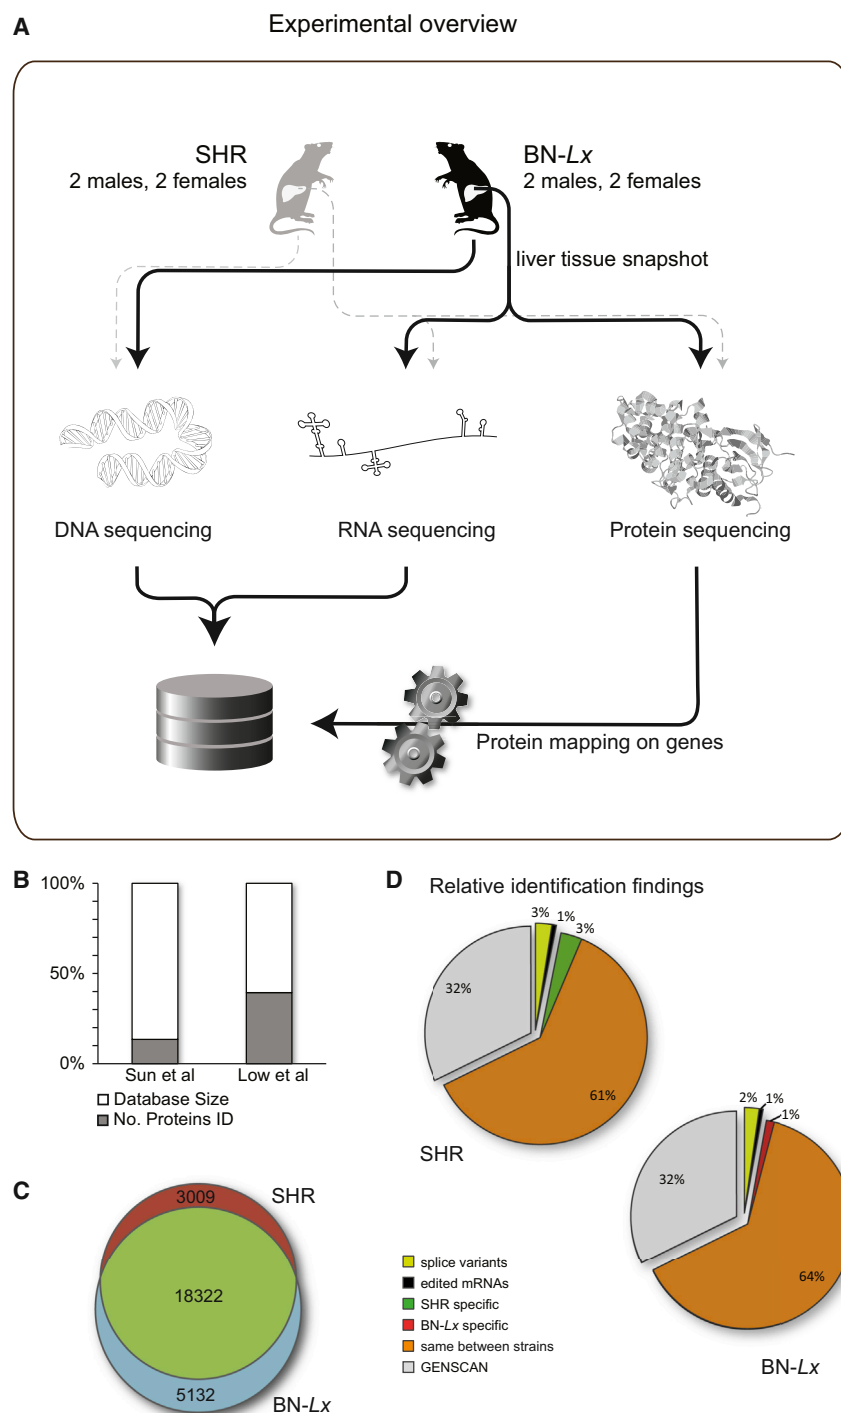 A
Experimental overview
SHR
2 males, 2 females
BN-Lx
2 males, 2 females
liver tissue snapshot
DNA sequencing
RNA sequencing
Protein sequencing
Protein mapping on genes
B
100%
50%
0%
Sun et al
Low et al
Database Size
No. Proteins ID
C
3009
SHR
18322
5132
BN-Lx
D
Relative identification findings
3%
1%
3%
32%
61%
SHR
2%
1%
1%
32%
64%
BN-Lx
splice variants
edited mRNAs
SHR specific
BN-Lx specific
same between strains
GENSCAN